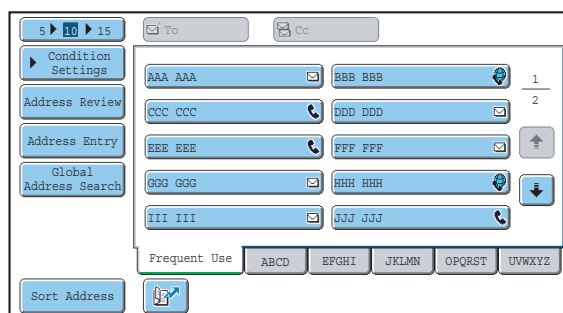 5 10 15
To
Cc
Condition
Settings
Address Review
Address Entry
Global
Address Search
Sort Address
AAA AAA
BBB BBB
CCC CCC
DDD DDD
EEE EEE
FFF FFF
GGG GGG
HHH HHH
III III
JJJ JJJ
1
2
Frequent Use
ABCD
EFGHI
JKLMN
OPQRST
UVWXYZ